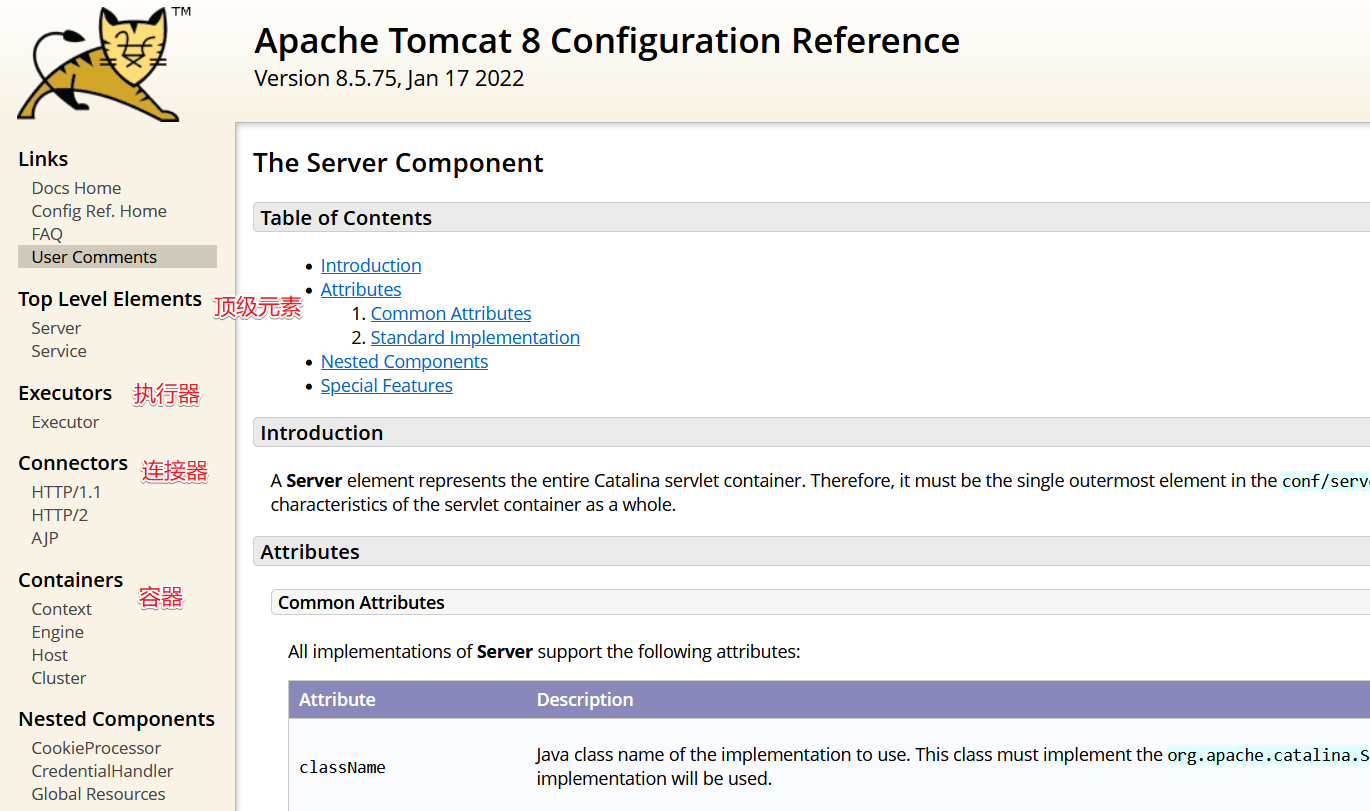 TM
Apache Tomcat 8 Configuration Reference
Version 8.5.75, Jan 17 2022
Links
Docs Home
Config Ref. Home
FAQ
User Comments
Top Level Elements 顶级元素
Server
Service
Executors 执行器
Executor
Connectors 连接器
HTTP/1.1
HTTP/2
AJP
Containers 容器
Context
Engine
Host
Cluster
Nested Components
CookieProcessor
CredentialHandler
Global Resources
The Server Component
Table of Contents
• Introduction
• Attributes
1. Common Attributes
2. Standard Implementation
• Nested Components
• Special Features
Introduction
A Server element represents the entire Catalina servlet container. Therefore, it must be the single outermost element in the conf/serv
characteristics of the servlet container as a whole.
Attributes
Common Attributes
All implementations of Server support the following attributes:
Attribute Description
className
Java class name of the implementation to use. This class must implement the org.apache.catalina.S
implementation will be used.